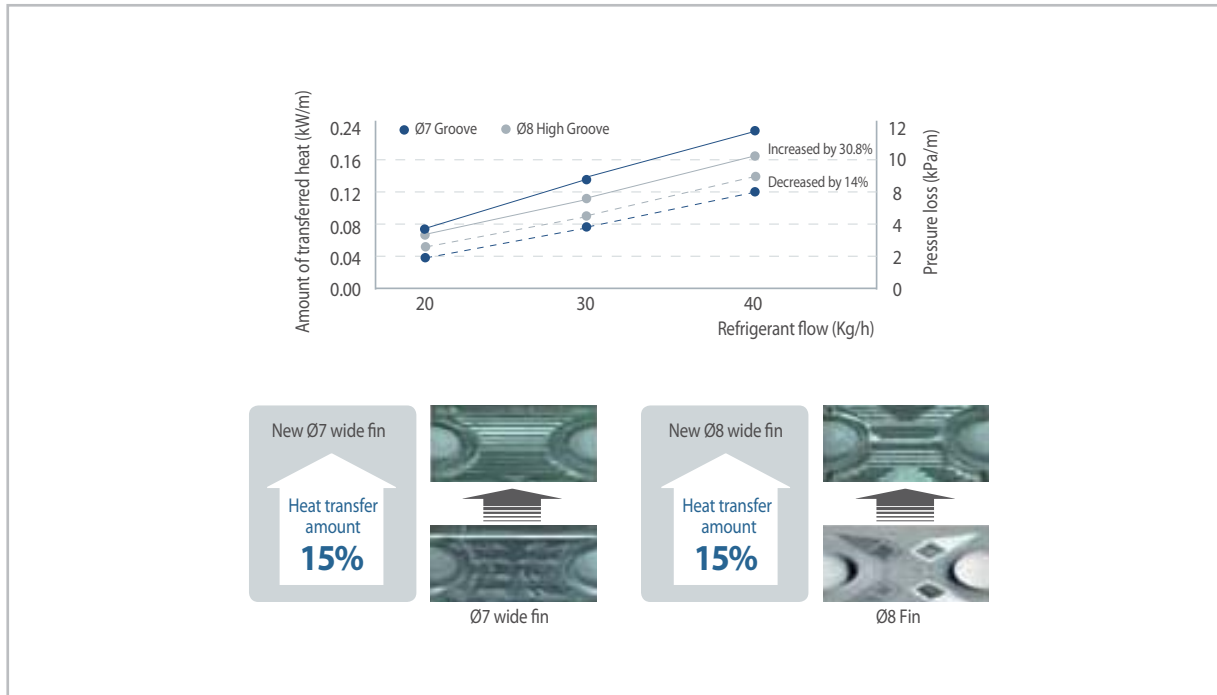 Amount of transferred heat (kW/m)
0.24
0.16
0.12
0.08
0.04
0.00
Ø7 Groove
Ø8 High Groove
Increased by 30.8%
Decreased by 14%
12
10
8
4
2
0
Pressure loss (kPa/m)
20
30
40
Refrigerant flow (Kg/h)
New Ø7 wide fin
Heat transfer
amount
15%
Ø7 wide fin
New Ø8 wide fin
Heat transfer
amount
15%
Ø8 Fin